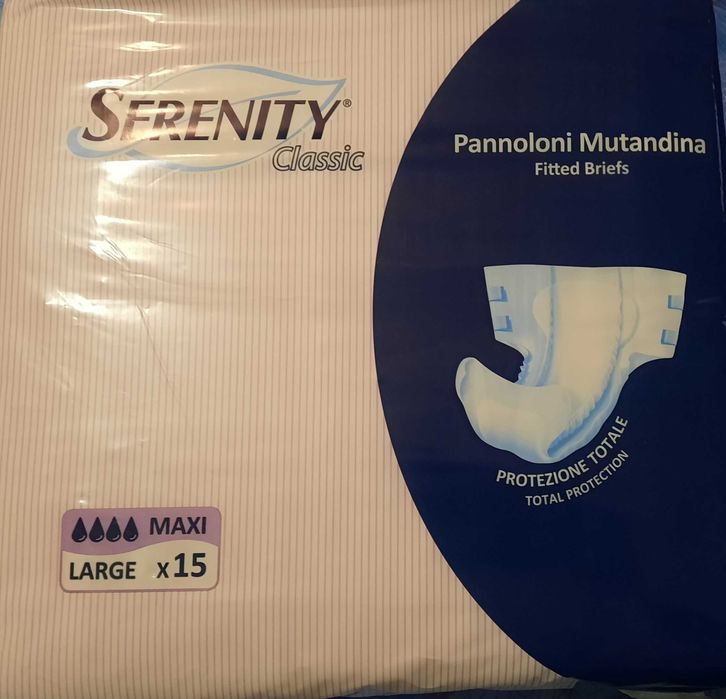 SERENITY®
Classic
Pannoloni Mutandina
Fitted Briefs
PROTEZIONE TOTALE
TOTAL PROTECTION
MAXI
LARGE x15